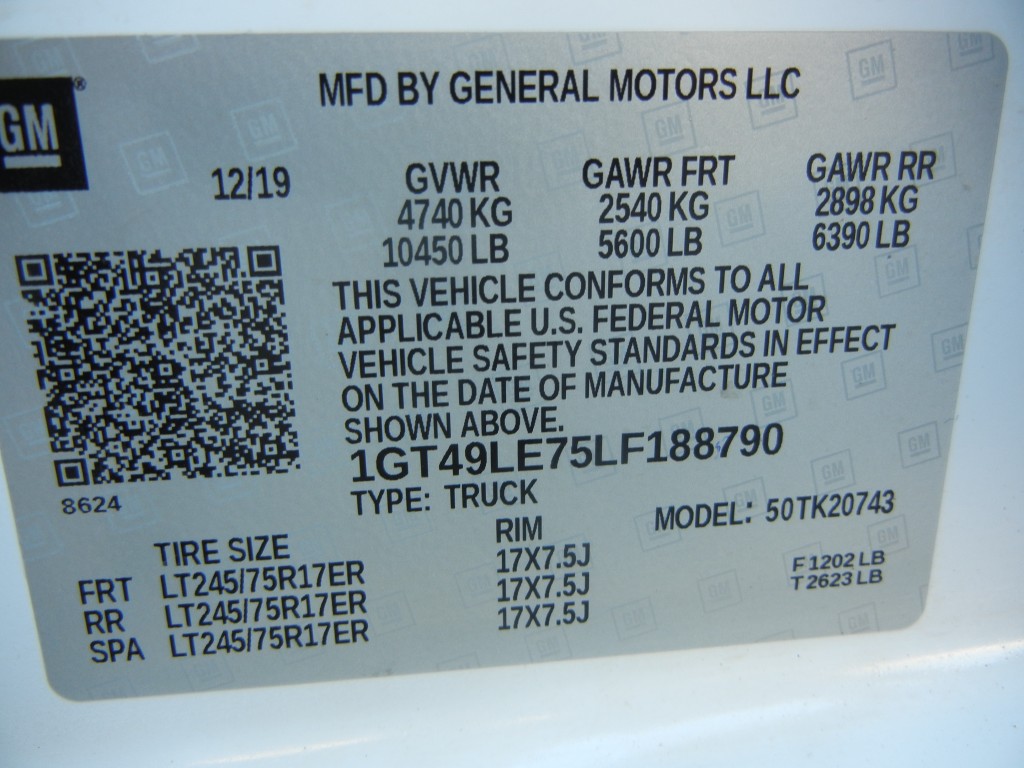 GM®
MFD BY GENERAL MOTORS LLC
12/19 GVWR GAWR FRT GAWR RR
4740 KG 2540 KG 2898 KG
10450 LB 5600 LB 6390 LB
THIS VEHICLE CONFORMS TO ALL
APPLICABLE U.S. FEDERAL MOTOR
VEHICLE SAFETY STANDARDS IN EFFECT
ON THE DATE OF MANUFACTURE
SHOWN ABOVE.
1GT49LE75LF188790
8624
TYPE: TRUCK
MODEL: 50TK20743
TIRE SIZE RIM
FRT LT245/75R17ER 17X7.5J
RR LT245/75R17ER 17X7.5J
SPA LT245/75R17ER 17X7.5J
F 1202 LB
T 2623 LB